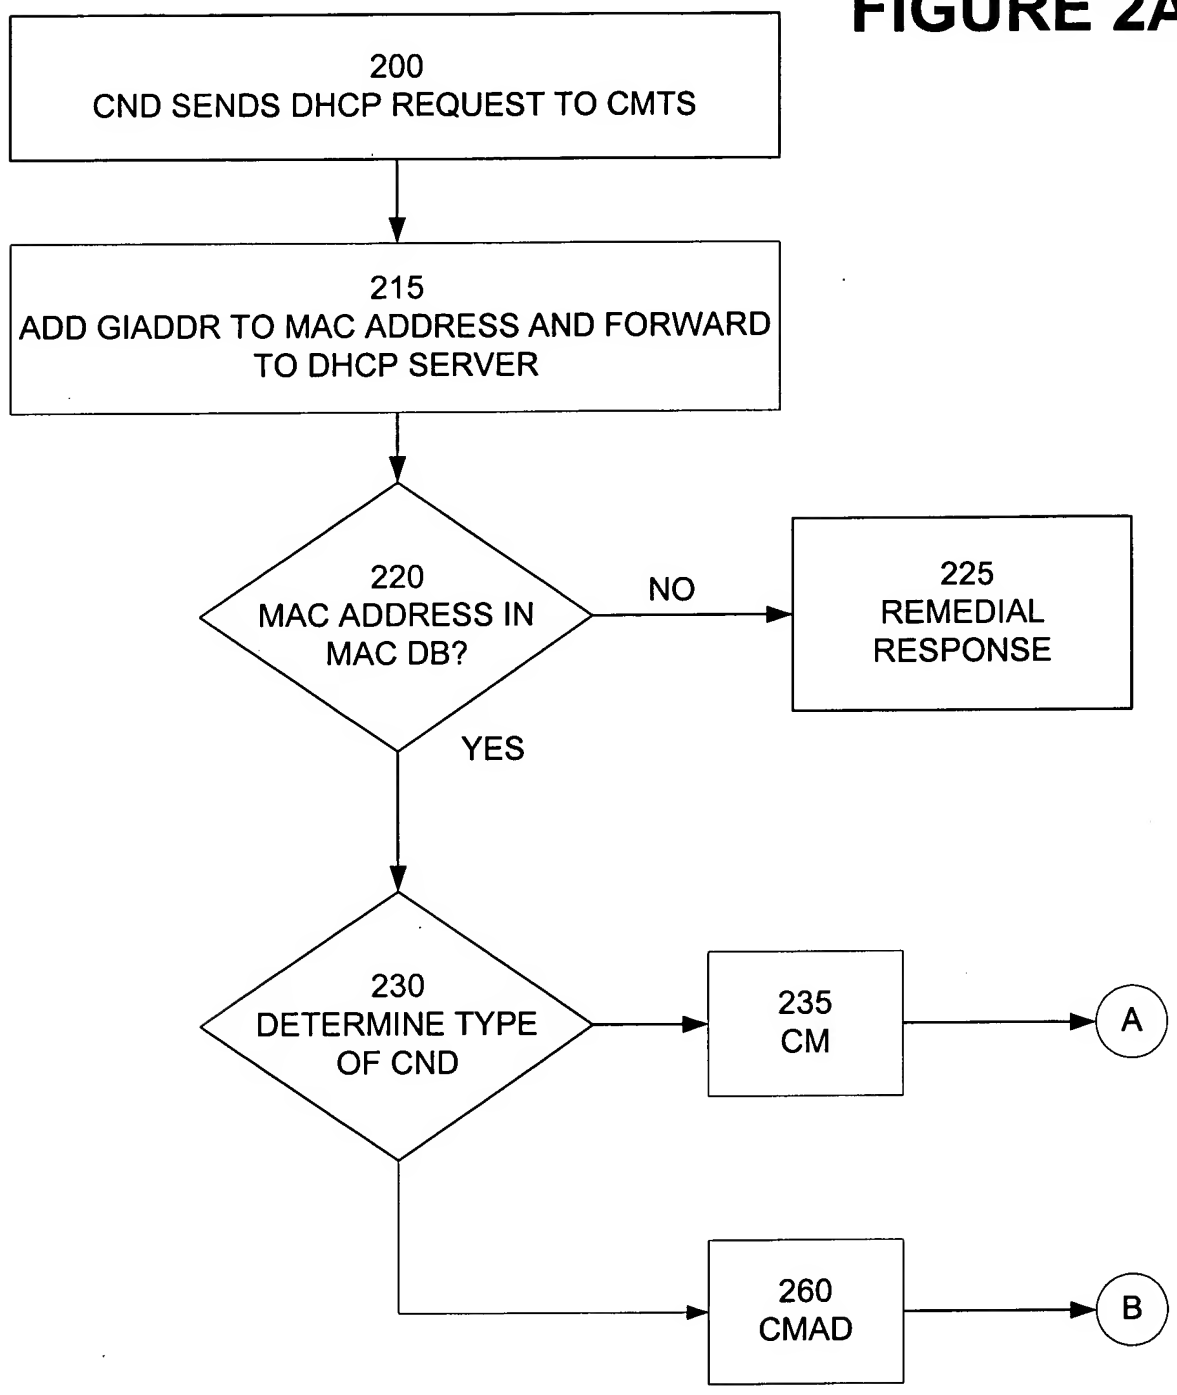 FIGURE 2A
200
CND SENDS DHCP REQUEST TO CMTS
215
ADD GIADDR TO MAC ADDRESS AND FORWARD
TO DHCP SERVER
220
MAC ADDRESS IN
MAC DB?
NO
225
REMEDIAL
RESPONSE
YES
230
DETERMINE TYPE
OF CND
235
CM
A
260
CMAD
B